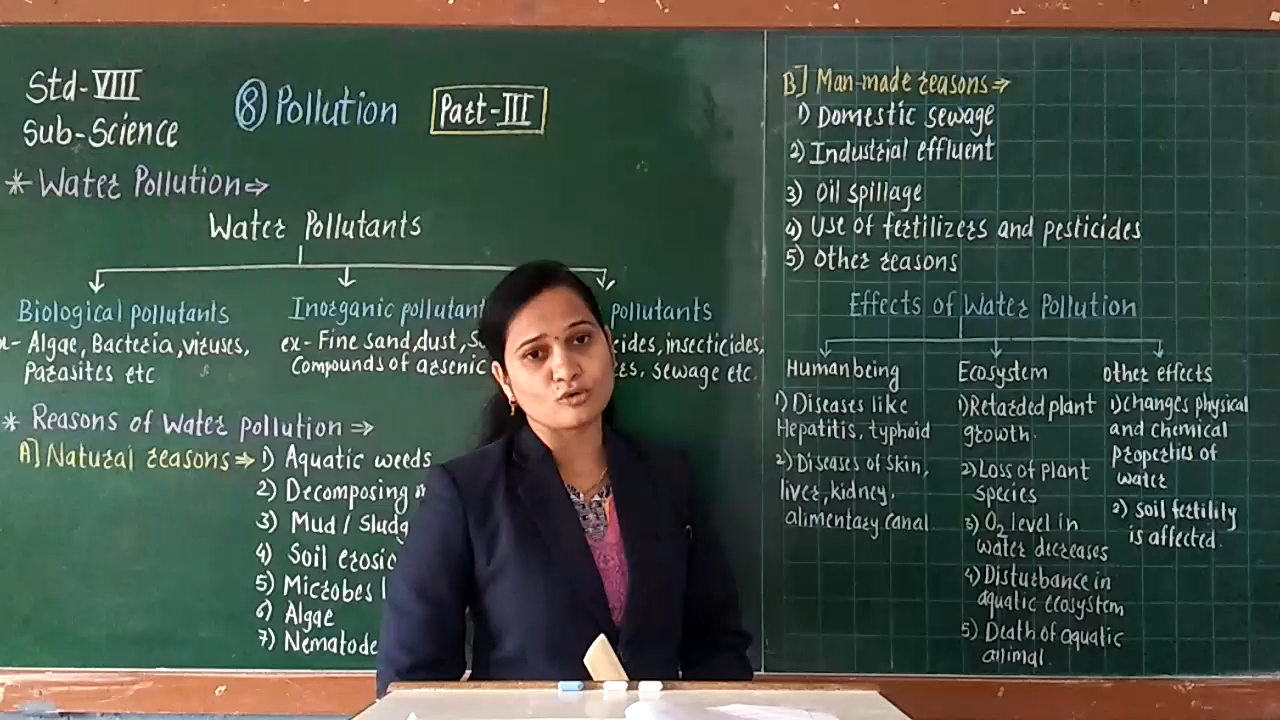 Std-VIII
Sub-Science
⑧ Pollution
Part-III
* Water Pollution⇒
Water Pollutants
Biological pollutants
Algae, Bacteria, viruses,
Parasites etc
Inorganic
ex- Fine sand, dust,
Compounds of arsenic
pollutants
insecticides,
sewage etc.
* Reasons of Water pollution ⇒
A] Natural reasons ⇒ 1) Aquatic weeds
2) Decomposing
3) Mud /
4) Soil
5) Microbes
6) Algae
7)
B] Man-made reasons ⇒
1) Domestic sewage
2) Industrial effluent
3) Oil spillage
4) Use of fertilizers and pesticides
5) Other reasons
Effects of Water Pollution
Human being
1) Diseases like
Hepatitis, typhoid
2) Diseases of skin,
liver, kidney,
alimentary canal
Ecosystem
1) Retarded plant
growth.
2) Loss of plant
species
3) O₂ level in
water decreases
4) Disturbance in
aquatic ecosystem
5) Death of aquatic
animal.
Other effects
1) Changes physical
and chemical
properties of
water
2) Soil fertility
is affected.